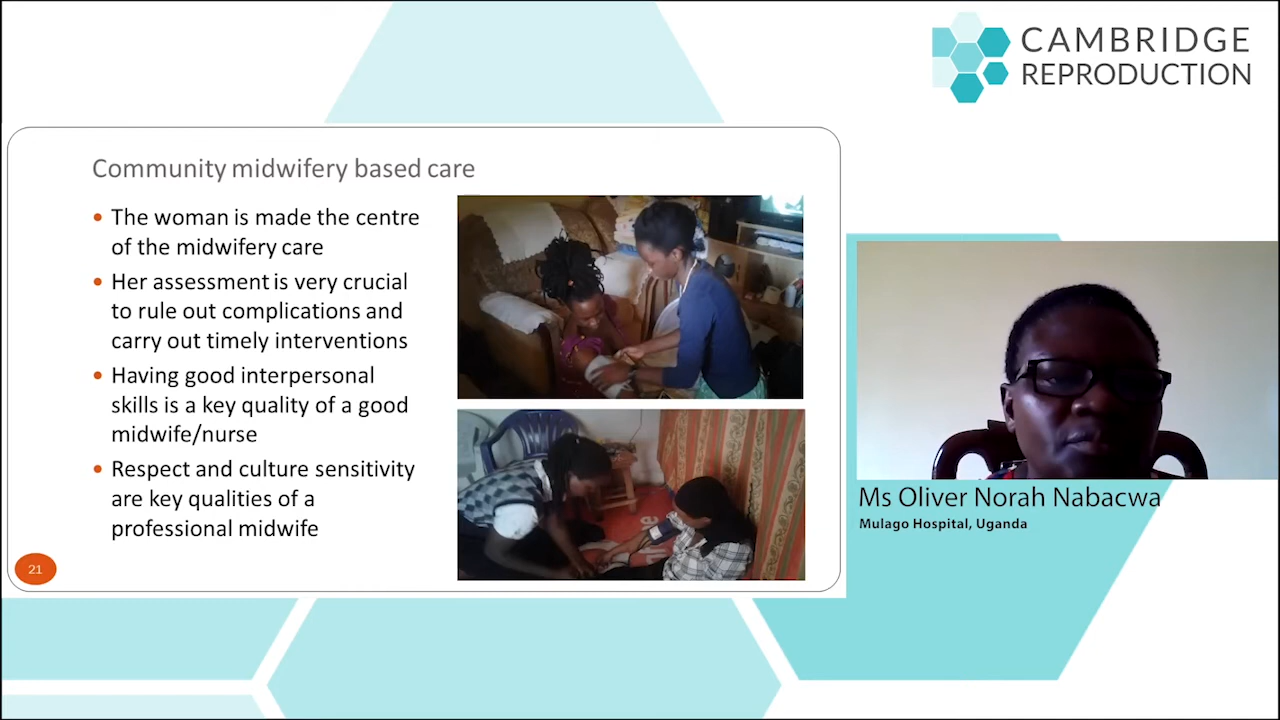 CAMBRIDGE
REPRODUCTION
Community midwifery based care
• The woman is made the centre
of the midwifery care
• Her assessment is very crucial
to rule out complications and
carry out timely interventions
• Having good interpersonal
skills is a key quality of a good
midwife/nurse
• Respect and culture sensitivity
are key qualities of a
professional midwife
21
Ms Oliver Norah Nabacwa
Mulago Hospital, Uganda